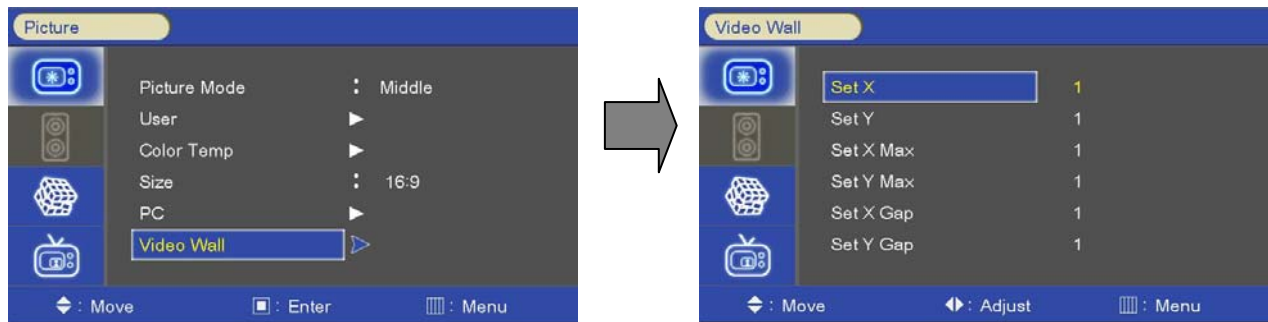 Picture
Picture Mode : Middle
User
Color Temp
Size : 16:9
PC
Video Wall
: Move : Enter : Menu
Video Wall
Set X 1
Set Y 1
Set X Max 1
Set Y Max 1
Set X Gap 1
Set Y Gap 1
: Move : Adjust : Menu